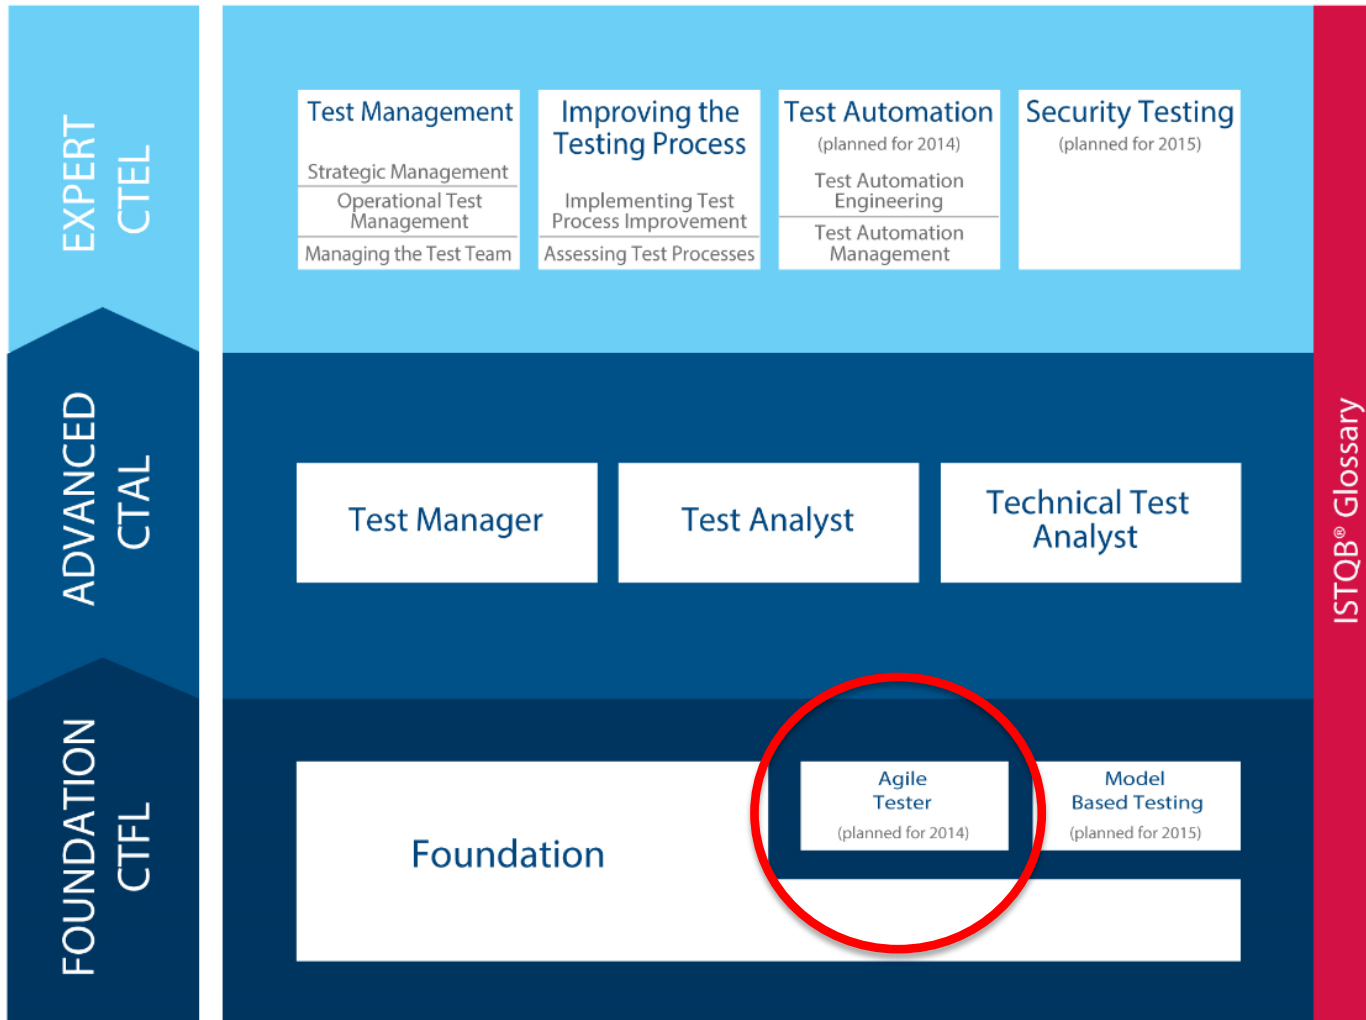 EXPERT
CTEL
Test Management
Strategic Management
Operational Test
Management
Managing the Test Team
Improving the
Testing Process
Implementing Test
Process Improvement
Assessing Test Processes
Test Automation
(planned for 2014)
Test Automation
Engineering
Test Automation
Management
Security Testing
(planned for 2015)
ADVANCED
CTAL
Test Manager
Test Analyst
Technical Test
Analyst
FOUNDATION
CTFL
Foundation
Agile
Tester
(planned for 2014)
Model
Based Testing
(planned for 2015)
ISTQB® Glossary